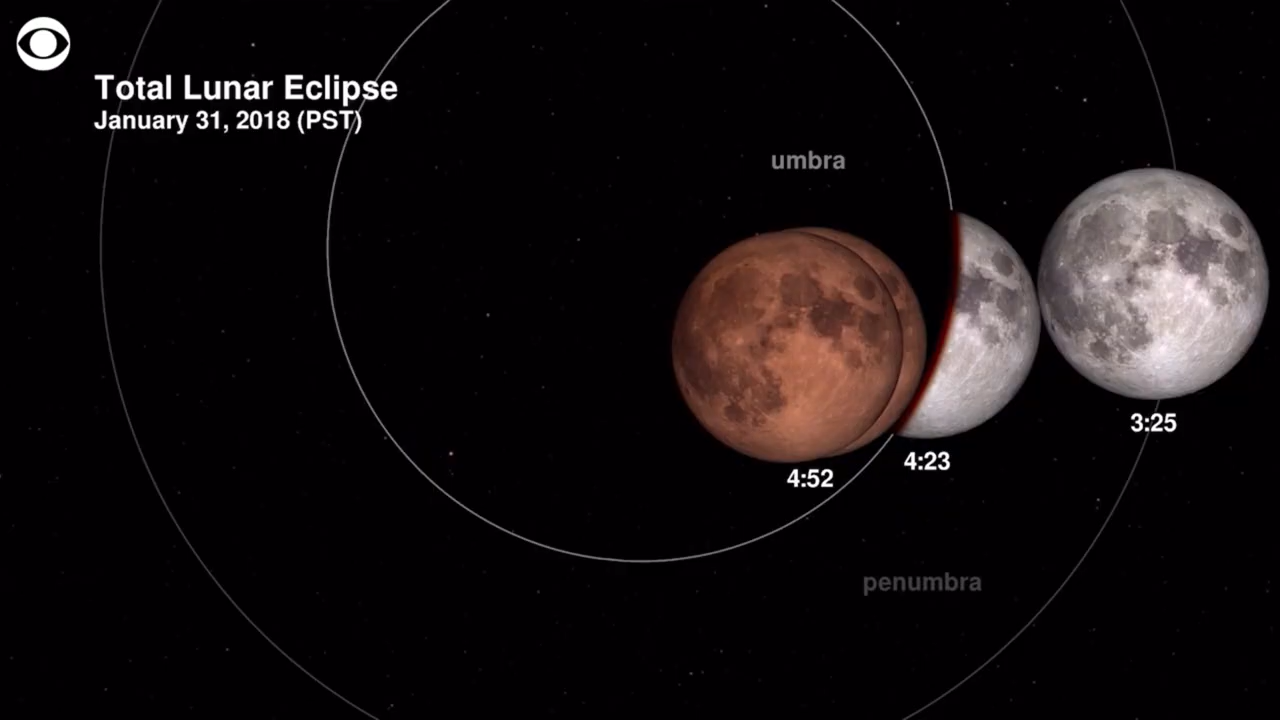 Total Lunar Eclipse
January 31, 2018 (PST)
umbra
3:25
4:23
4:52
penumbra